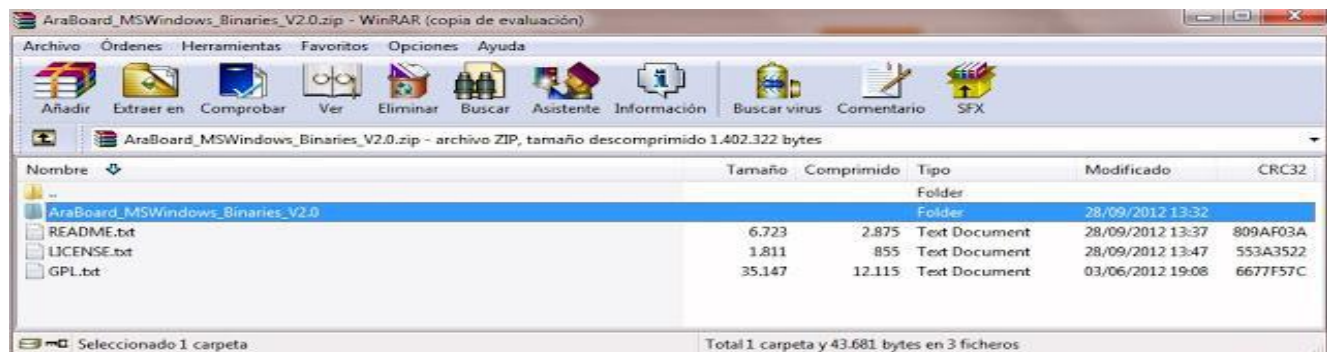 AraBoard_MSWindows_Binaries_V2.0.zip - WinRAR (copia de evaluación)
Archivo Órdenes Herramientas Favoritos Opciones Ayuda
Añadir Extraer en Comprobar Ver Eliminar Buscar Asistente Información Buscar virus Comentario SFX
AraBoard_MSWindows_Binaries_V2.0.zip - archivo ZIP, tamaño descomprimido 1.402.322 bytes
Nombre Tamaño Comprimido Tipo Modificado CRC32
.. Folder
AraBoard_MSWindows_Binaries_V2.0 Folder 28/09/2012 13:32
README.txt 6.723 2.875 Text Document 28/09/2012 13:37 809AF03A
LICENSE.txt 1.811 855 Text Document 28/09/2012 13:47 553A3522
GPL.txt 35.147 12.115 Text Document 03/06/2012 19:08 6677F57C
Seleccionado 1 carpeta Total 1 carpeta y 43.681 bytes en 3 ficheros